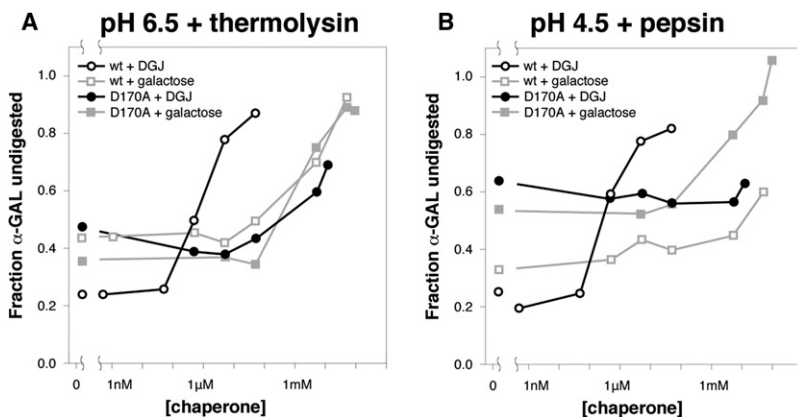 A
pH 6.5 + thermolysin
wt + DGJ
wt + galactose
D170A + DGJ
D170A + galactose
Fraction α-GAL undigested
1.0
0.8
0.6
0.4
0.2
0.0
0
1nM
1μM
1mM
[chaperone]
B
pH 4.5 + pepsin
wt + DGJ
wt + galactose
D170A + DGJ
D170A + galactose
Fraction α-GAL undigested
1.0
0.8
0.6
0.4
0.2
0.0
0
1nM
1μM
1mM
[chaperone]